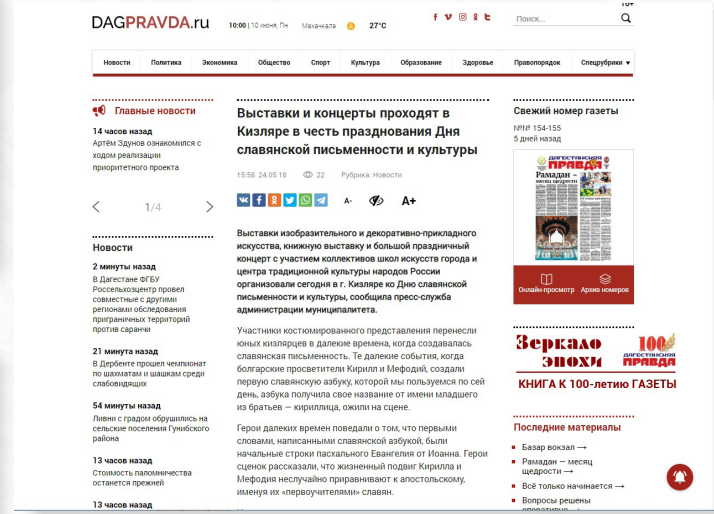 DAGPRAVDA.ru
10:00 | 10 июня, Пн
Махачкала
27°C
Поиск...
Новости
Политика
Экономика
Общество
Спорт
Культура
Образование
Здоровье
Правопорядок
Спецрубрики
Главные новости
14 часов назад
Артём Здунов ознакомился с
ходом реализации
приоритетного проекта
1/4
Новости
2 минуты назад
В Дагестане ФГБУ
Россельхозцентр провел
совместные с другими
регионами обследования
приграничных территорий
против саранчи
21 минута назад
В Дербенте прошел чемпионат
по шахматам и шашкам среди
слабовидящих
54 минуты назад
Ливни с градом обрушились на
сельские поселения Гунибского
района
13 часов назад
Стоимость паломничества
останется прежней
13 часов назад
Выставки и концерты проходят в
Кизляре в честь празднования Дня
славянской письменности и культуры
15:58 24.05.18
22
Рубрика: Новости
A-
A+
Выставки изобразительного и декоративно-прикладного
искусства, книжную выставку и большой праздничный
концерт с участием коллективов школ искусств города и
центра традиционной культуры народов России
организовали сегодня в г. Кизляре ко Дню славянской
письменности и культуры, сообщила пресс-служба
администрации муниципалитета.
Участники костюмированного представления перенесли
юных кизлярцев в далекие времена, когда создавалась
славянская письменность. Те далекие события, когда
болгарские просветители Кирилл и Мефодий, создали
первую славянскую азбуку, которой мы пользуемся по сей
день, азбука получила свое название от имени младшего
из братьев — кириллица, ожили на сцене.
Герои далеких времен поведали о том, что первыми
словами, написанными славянской азбукой, были
начальные строки пасхального Евангелия от Иоанна. Герои
сценок рассказали, что жизненный подвиг Кирилла и
Мефодия неслучайно приравнивают к апостольскому,
именуя их «первоучителями» славян.
Свежий номер газеты
№№ 154-155
5 дней назад
ДАГЕСТАНСКАЯ
ПРАВДА
Рамадан –
месяц щедрости
Онлайн-просмотр
Архив номеров
Зеркало
эпохи
100
ДАГЕСТАНСКАЯ
ПРАВДА
КНИГА К 100-летию ГАЗЕТЫ
Последние материалы
Базар вокзал →
Рамадан — месяц
щедрости →
Всё только начинается →
Вопросы решены